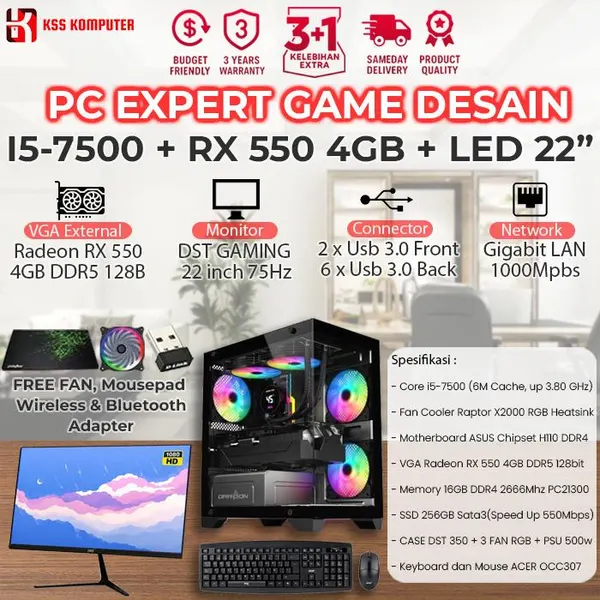 KSS KOMPUTER
BUDGET
FRIENDLY
3
3 YEARS
WARRANTY
3+1
KELEBIHAN
EXTRA
SAMEDAY
DELIVERY
PRODUCT
QUALITY
PC EXPERT GAME DESAIN
I5-7500 + RX 550 4GB + LED 22”
VGA External
Radeon RX 550
4GB DDR5 128B
Monitor
DST GAMING
22 inch 75Hz
Connector
2 x Usb 3.0 Front
6 x Usb 3.0 Back
Network
Gigabit LAN
1000Mpbs
FREE FAN, Mousepad
Wireless & Bluetooth
Adapter
1080
HD
Spesifikasi :
- Core i5-7500 (6M Cache, up 3.80 GHz)
- Fan Cooler Raptor X2000 RGB Heatsink
- Motherboard ASUS Chipset H110 DDR4
- VGA Radeon RX 550 4GB DDR5 128bit
- Memory 16GB DDR4 2666Mhz PC21300
- SSD 256GB Sata3(Speed Up 550Mbps)
- CASE DST 350 + 3 FAN RGB + PSU 500w
- Keyboard dan Mouse ACER OCC307